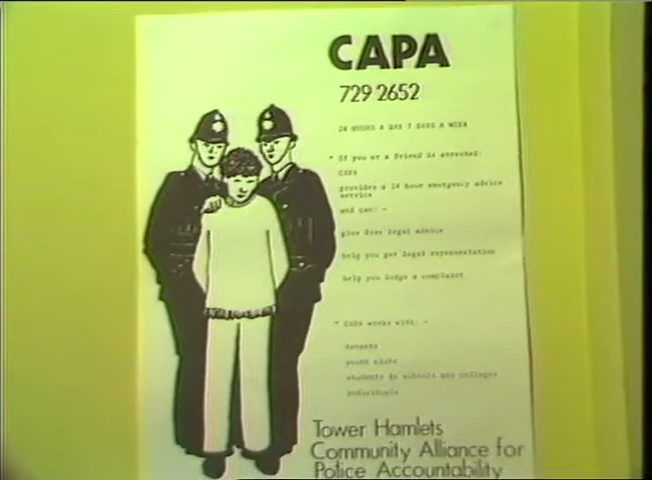 CAPA
729 2652
24 HOURS A DAY 7 DAYS A WEEK
* If you or a friend is arrested:
CAPA
provides a 24 hour emergency advice
service
and can: -
give free legal advice
help you get legal representation
help you lodge a complaint
* CAPA works with: -
tenants
youth clubs
students in schools and colleges
individuals
Tower Hamlets
Community Alliance for
Police Accountability